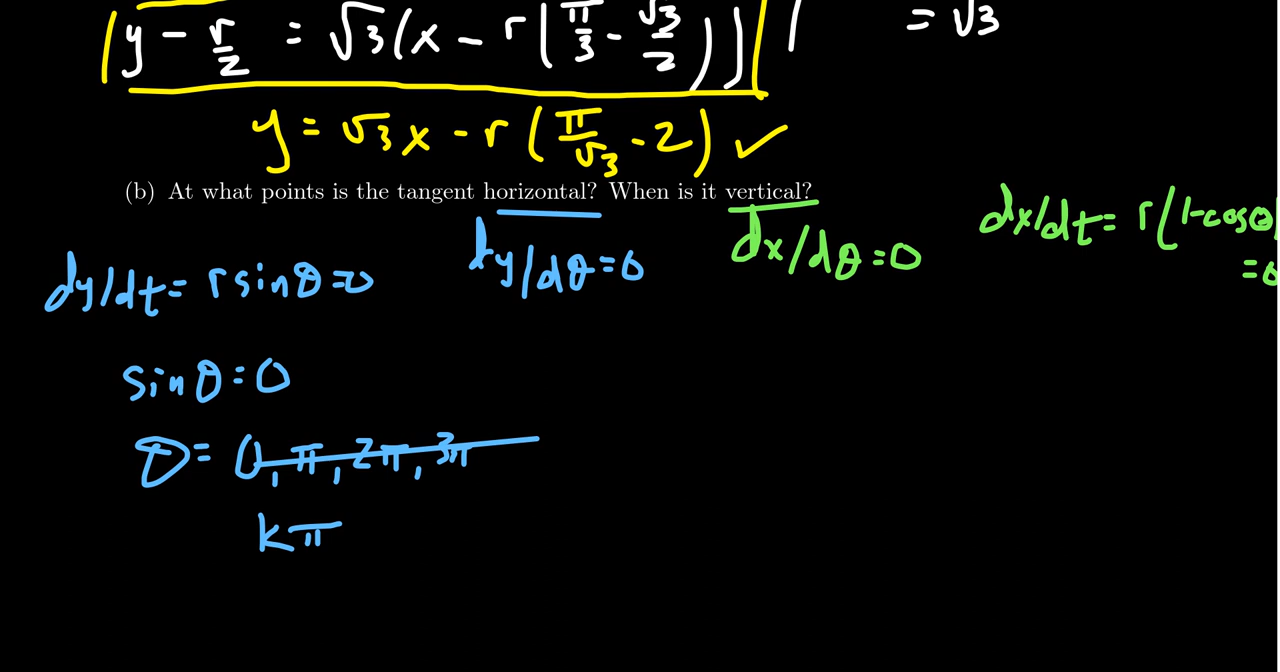 y - r/2 = √3(x - r(π/3 - √3/2))
= √3
y = √3x - r(π/√3 - 2) ✓
(b) At what points is the tangent horizontal? When is it vertical?
dy/dθ = 0
dx/dθ = 0
dx/dt = r(1-cosθ)
= 0
dy/dt = r sinθ = 0
sinθ = 0
θ = 0, π, 2π, 3π
kπ